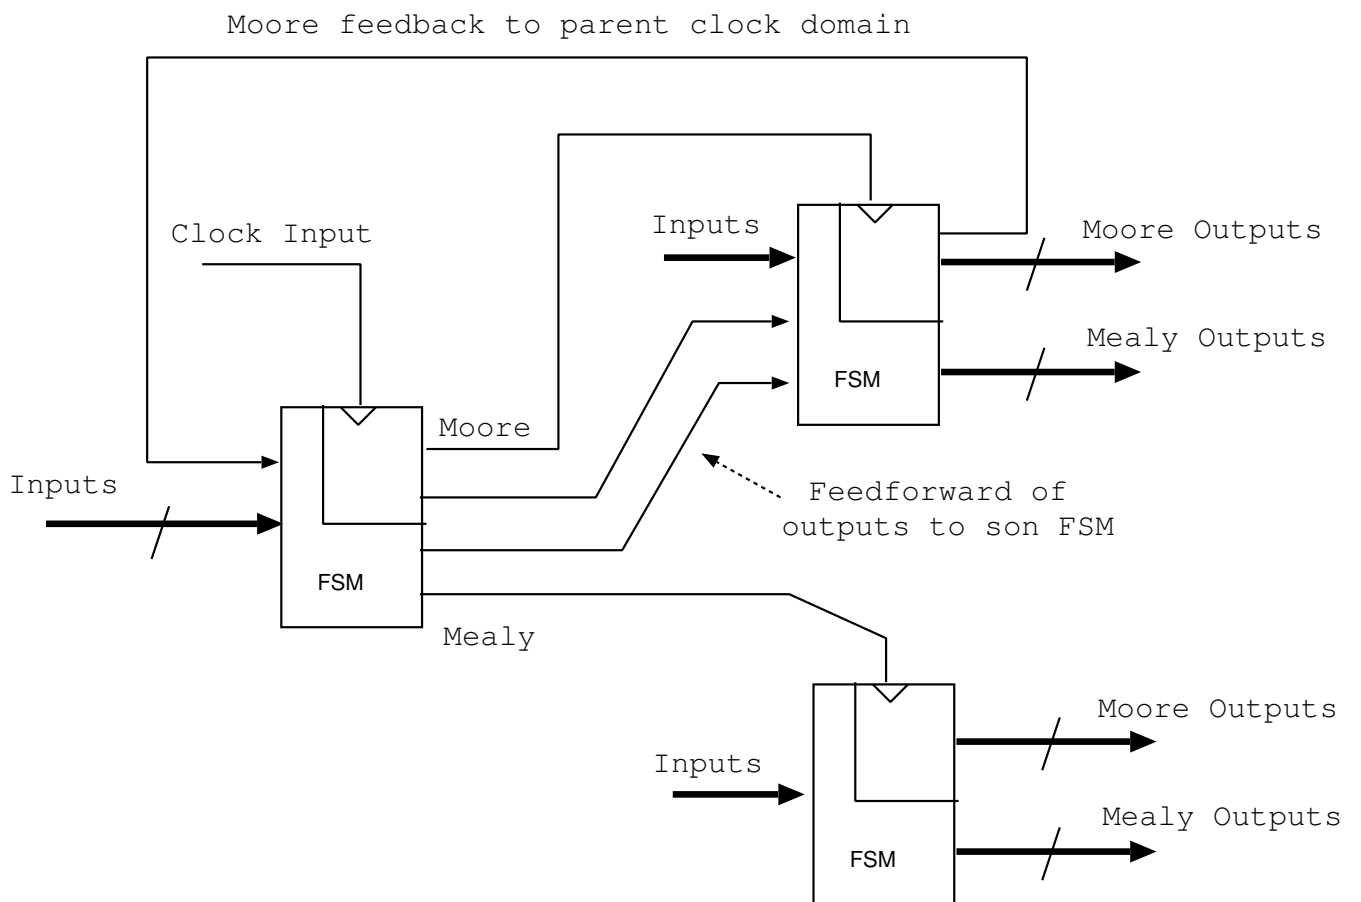 Moore feedback to parent clock domain
Clock Input
Inputs
Moore Outputs
Mealy Outputs
FSM
Moore
Inputs
Feedforward of
outputs to son FSM
FSM
Mealy
Moore Outputs
Inputs
Mealy Outputs
FSM